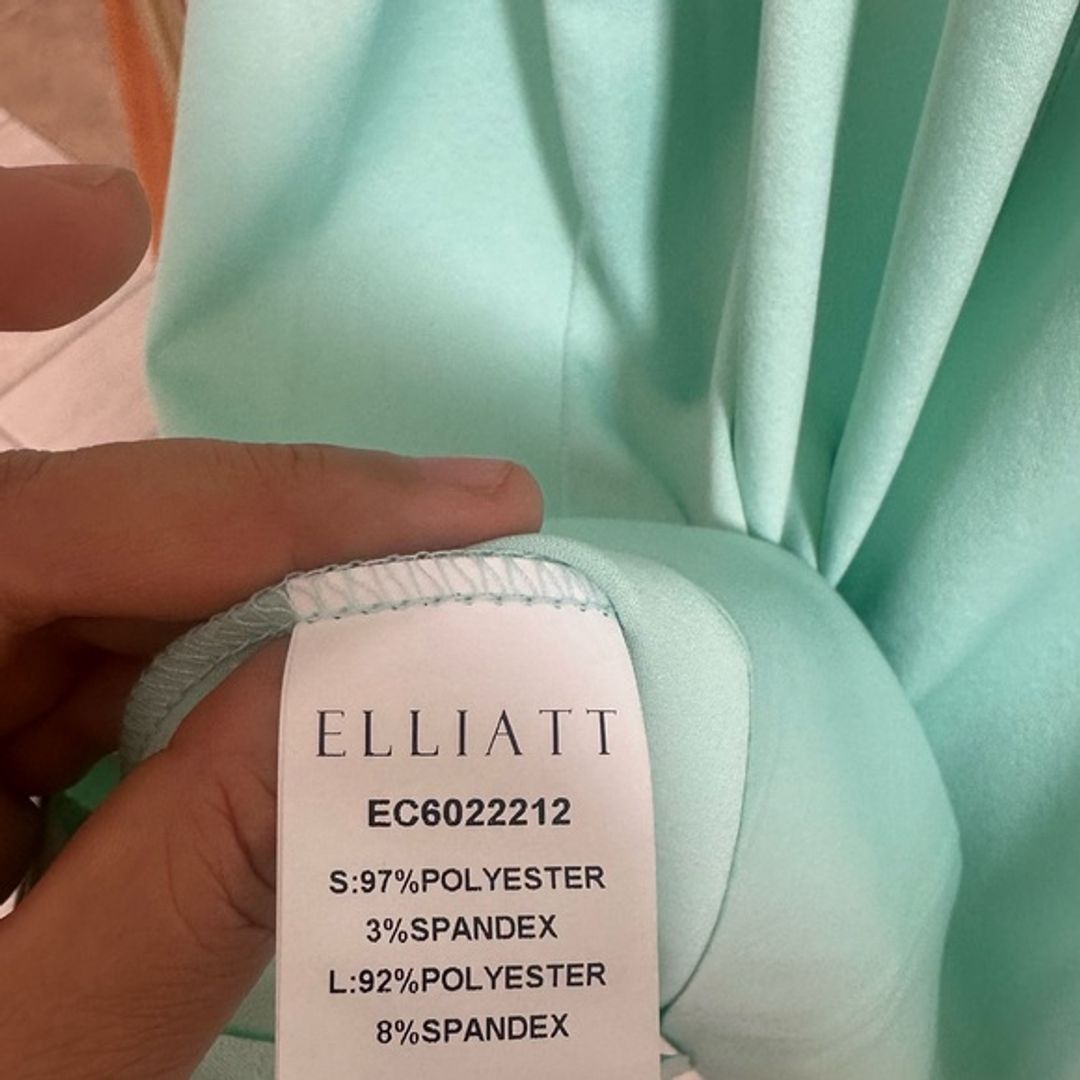 ELLIATT
EC6022212
S:97%POLYESTER
3%SPANDEX
L:92%POLYESTER
8%SPANDEX